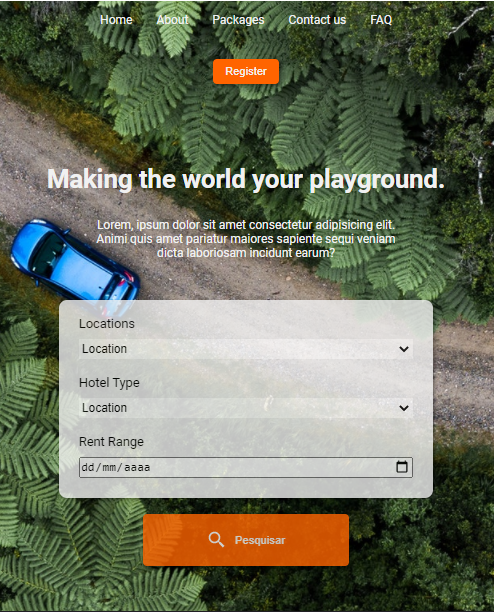 Home About Packages Contact us FAQ
Register
Making the world your playground.
Lorem, ipsum dolor sit amet consectetur adipisicing elit.
Animi quis amet pariatur maiores sapiente sequi veniam
dicta laboriosam incidunt earum?
Locations
Location
Hotel Type
Location
Rent Range
dd/mm/aaaa
Pesquisar